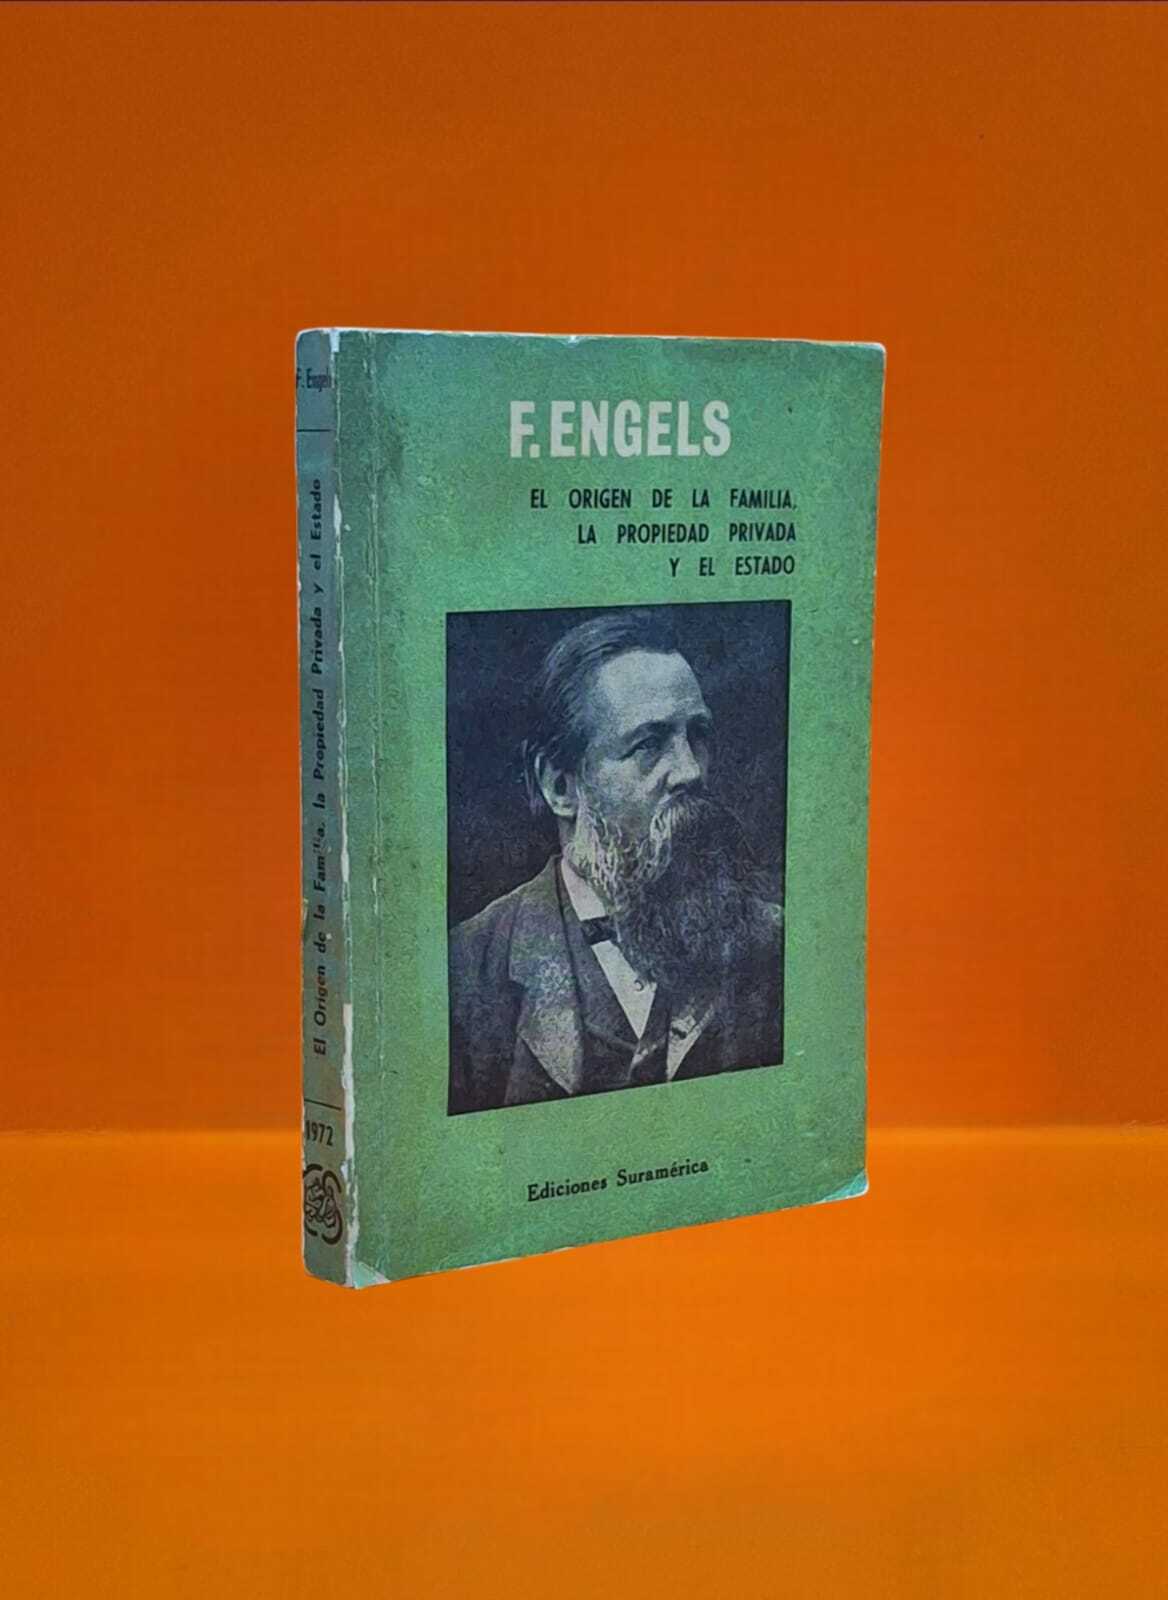 F. Engels
El Origen de la Familia, la Propiedad Privada y el Estado
1972
F. ENGELS
EL ORIGEN DE LA FAMILIA,
LA PROPIEDAD PRIVADA
Y EL ESTADO
Ediciones Suramérica